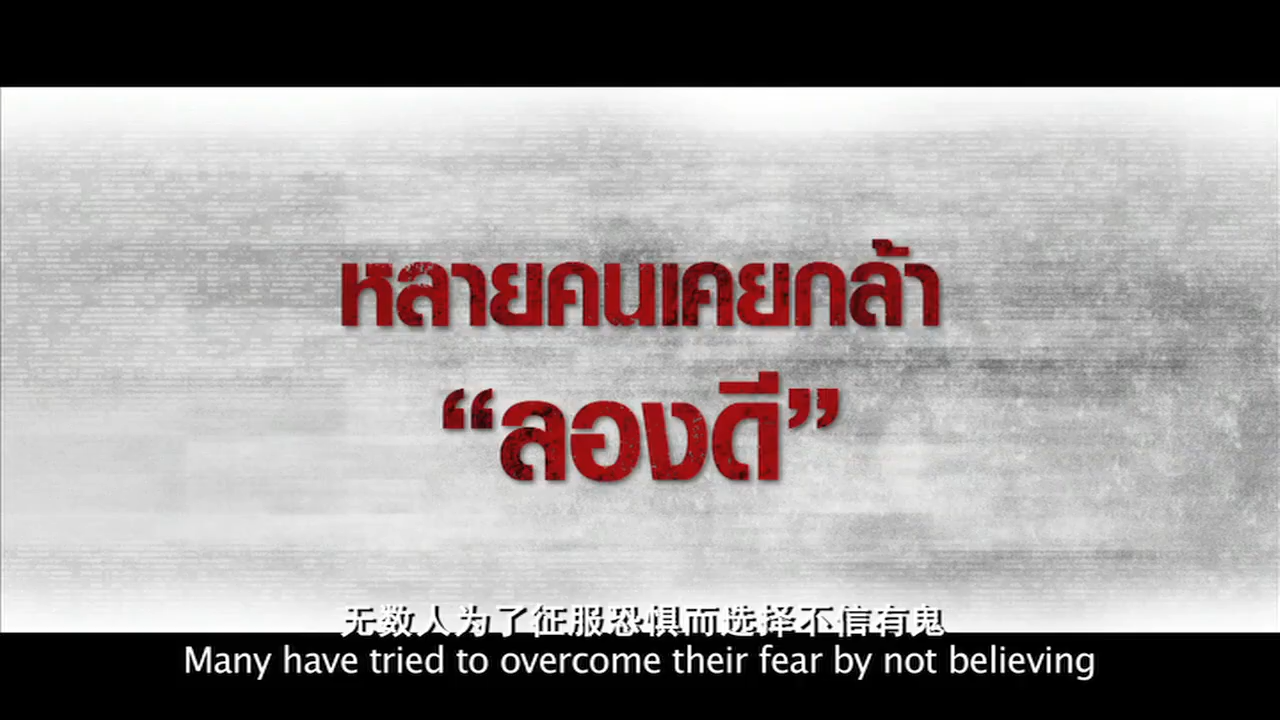 หลายคนเคยกล้า
“ลองดี”
无数人为了征服恐惧而选择不信有鬼
Many have tried to overcome their fear by not believing